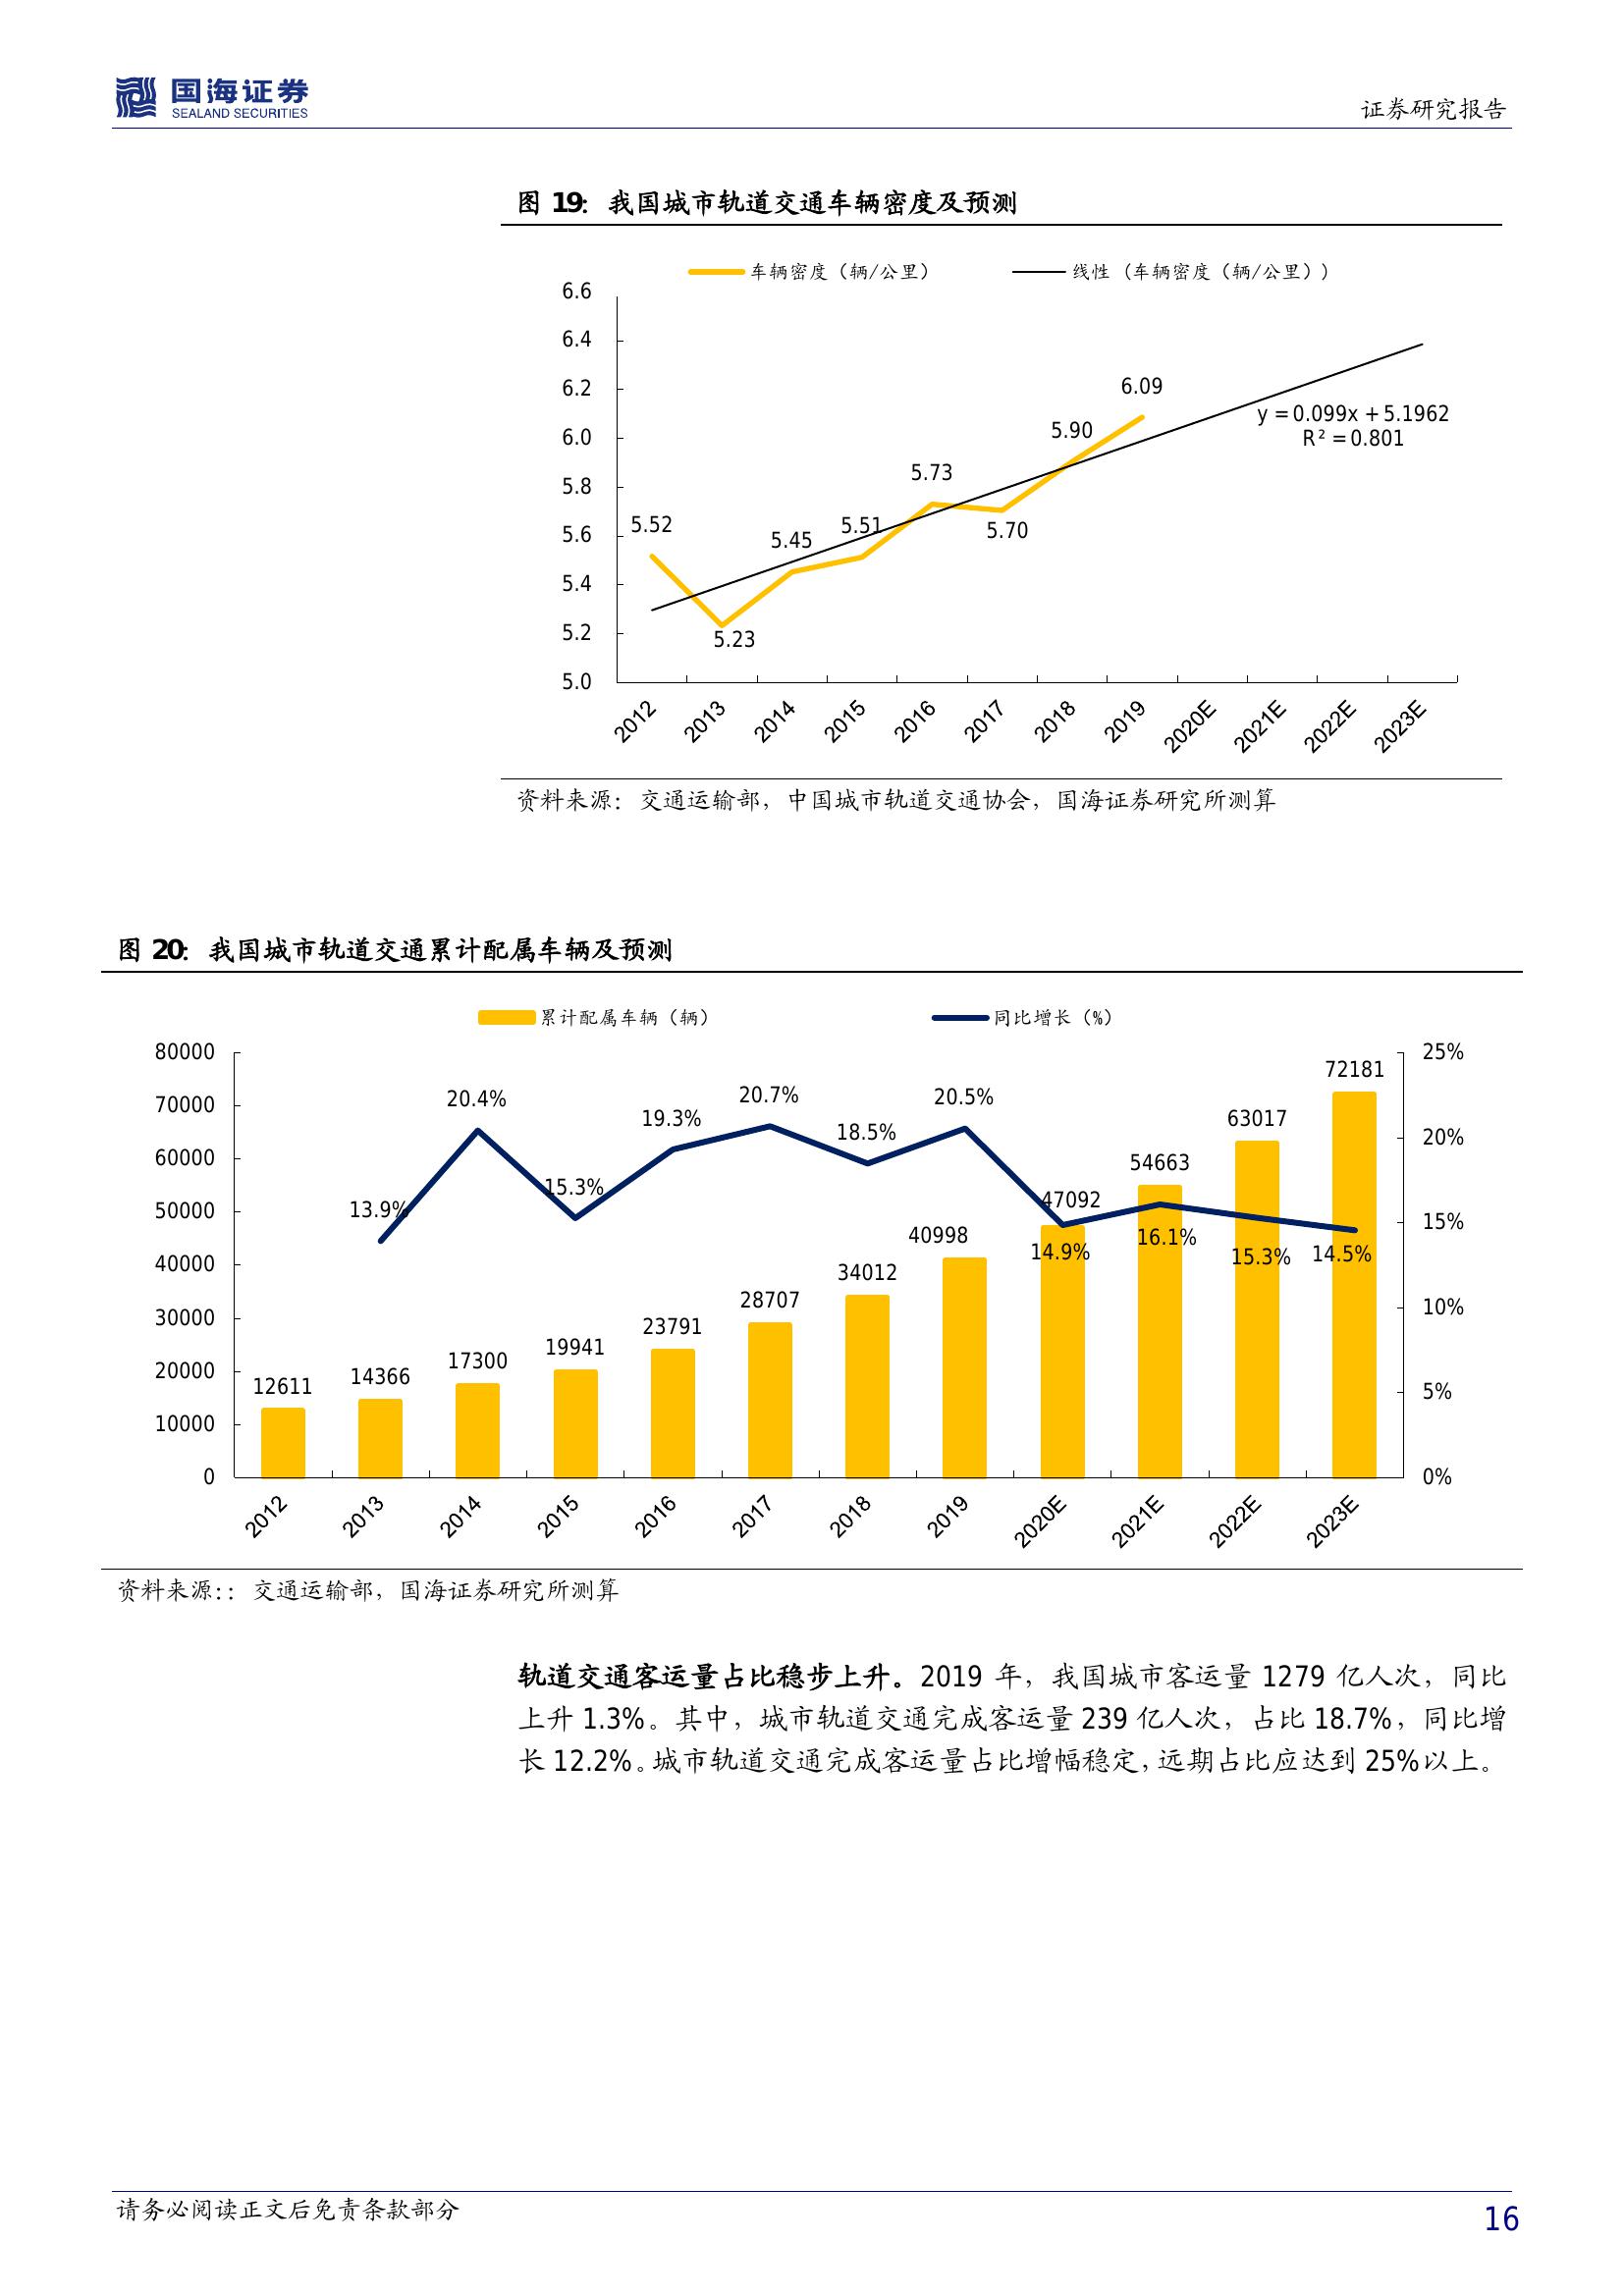 国海证券
SEALAND SECURITIES
证券研究报告
图 19: 我国城市轨道交通车辆密度及预测
车辆密度（辆/公里） 线性（车辆密度（辆/公里））
6.6
6.4
6.2
6.0
5.8
5.6
5.4
5.2
5.0
5.52
5.23
5.45
5.51
5.73
5.70
5.90
6.09
y = 0.099x + 5.1962
R² = 0.801
2012 2013 2014 2015 2016 2017 2018 2019 2020E 2021E 2022E 2023E
资料来源：交通运输部，中国城市轨道交通协会，国海证券研究所测算
图 20: 我国城市轨道交通累计配属车辆及预测
累计配属车辆（辆） 同比增长（%）
80000
70000
60000
50000
40000
30000
20000
10000
0
25%
20%
15%
10%
5%
0%
13.9% 20.4% 15.3% 19.3% 20.7% 18.5% 20.5% 14.9% 16.1% 15.3% 14.5%
12611 14366 17300 19941 23791 28707 34012 40998 47092 54663 63017 72181
2012 2013 2014 2015 2016 2017 2018 2019 2020E 2021E 2022E 2023E
资料来源：：交通运输部，国海证券研究所测算
轨道交通客运量占比稳步上升。2019 年，我国城市客运量 1279 亿人次，同比
上升 1.3%。其中，城市轨道交通完成客运量 239 亿人次，占比 18.7%，同比增
长 12.2%。城市轨道交通完成客运量占比增幅稳定，远期占比应达到 25%以上。
请务必阅读正文后免责条款部分
16